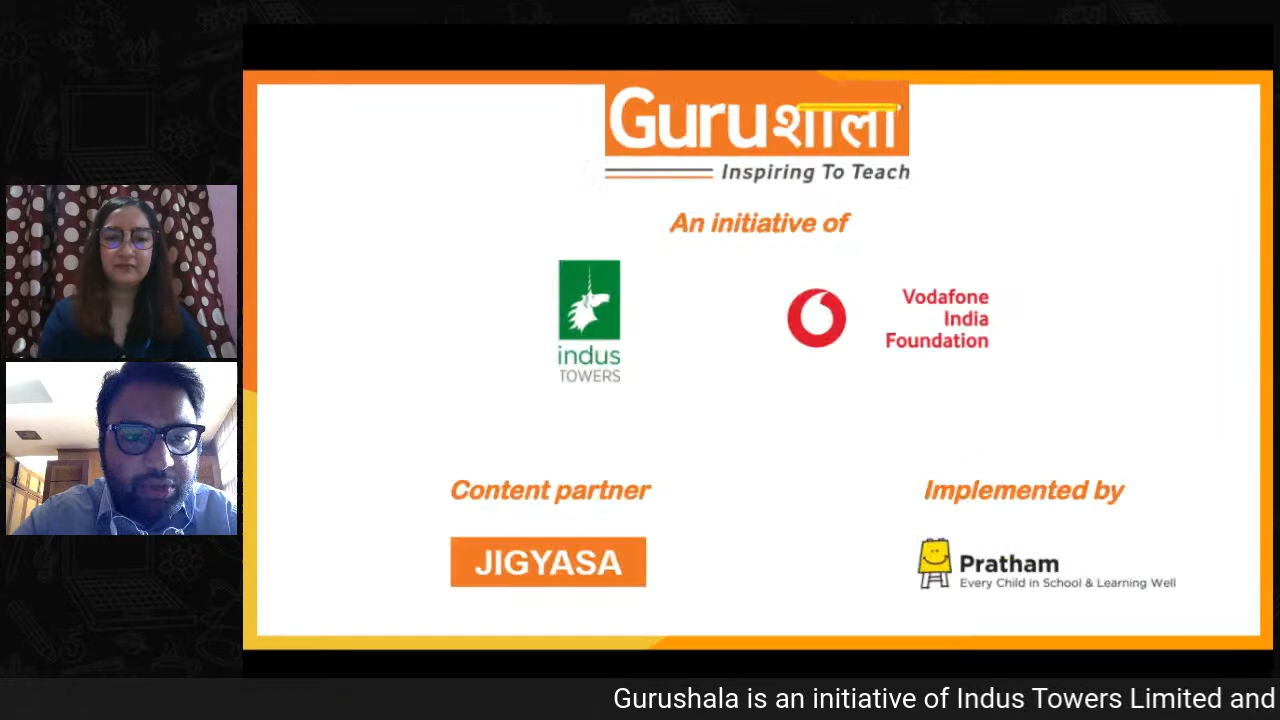 Guruशाला
Inspiring To Teach
An initiative of
indus
TOWERS
Vodafone
India
Foundation
Content partner
Implemented by
JIGYASA
Pratham
Every Child in School & Learning Well
Gurushala is an initiative of Indus Towers Limited and